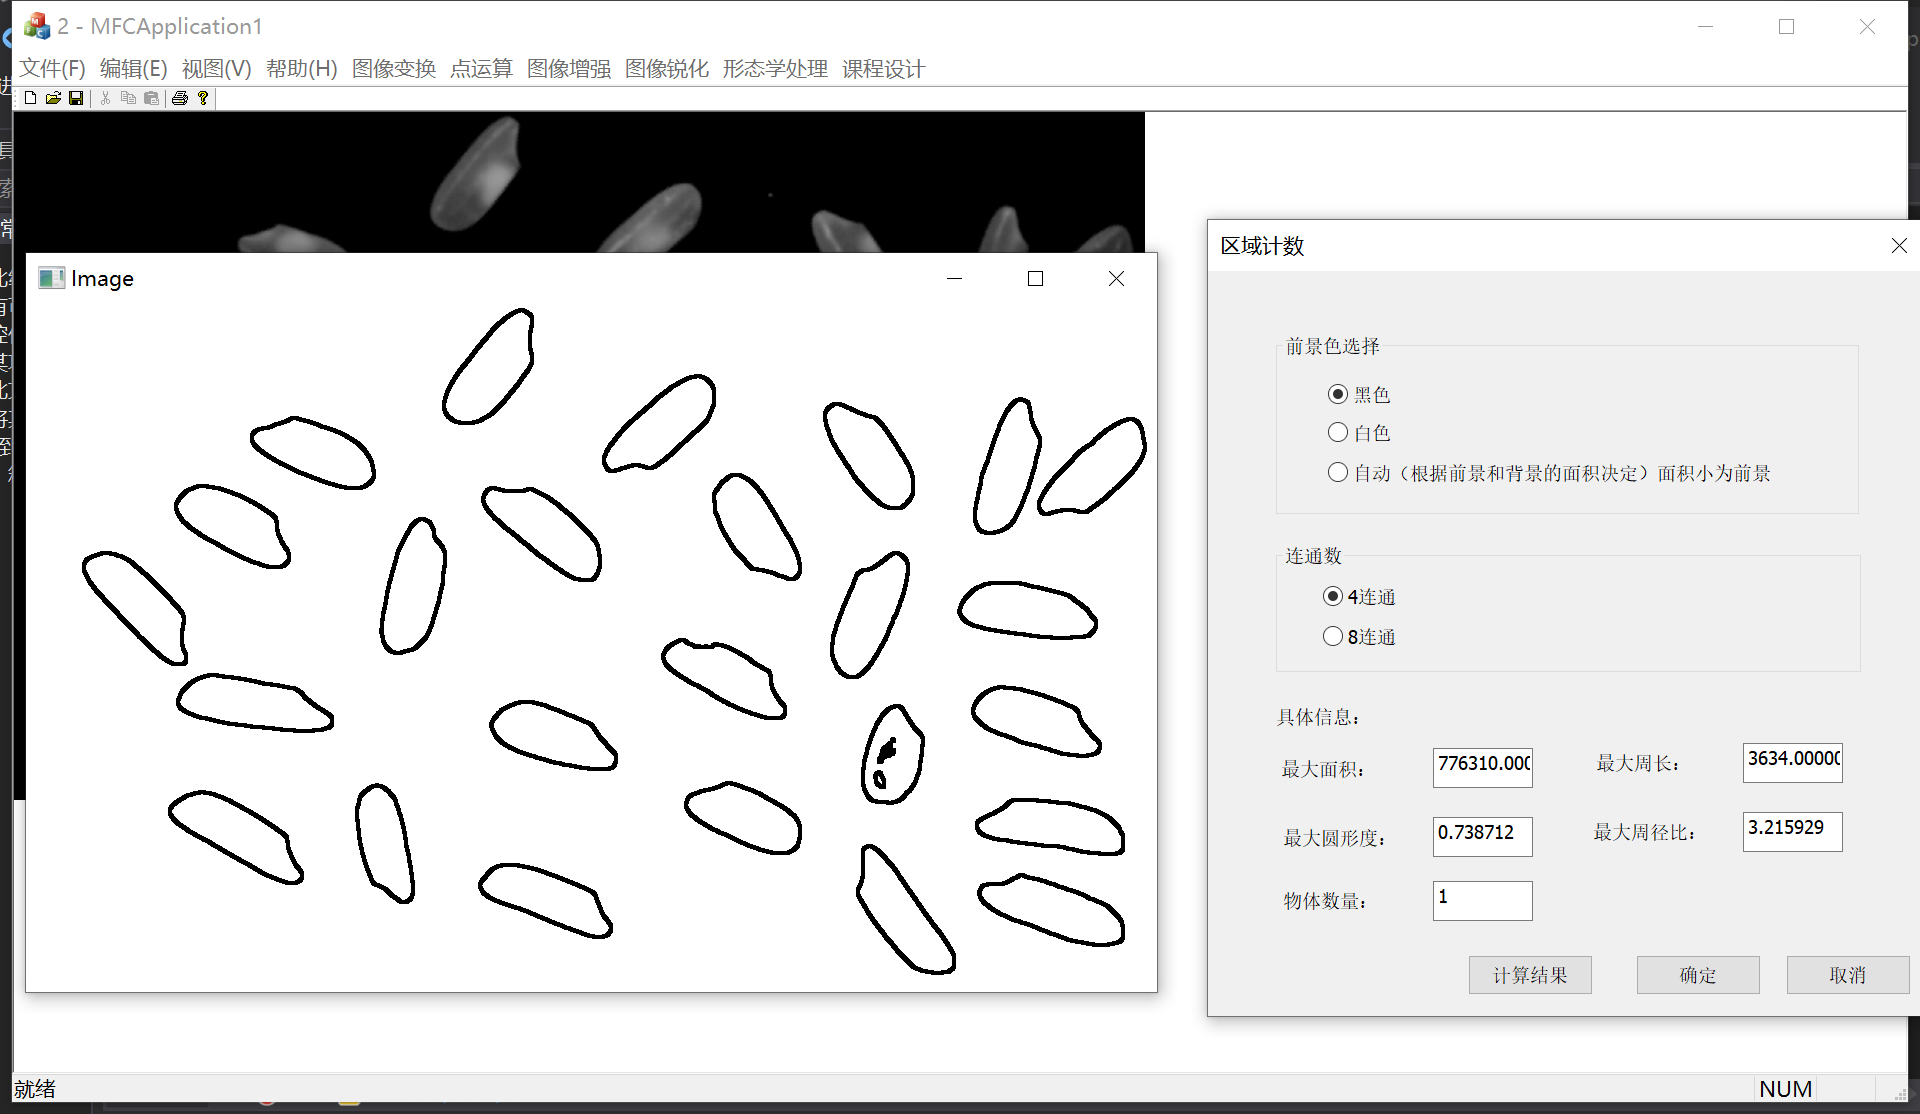 2 - MFCApplication1
文件(F) 编辑(E) 视图(V) 帮助(H) 图像变换 点运算 图像增强 图像锐化 形态学处理 课程设计
Image
区域计数
前景色选择
黑色
白色
自动（根据前景和背景的面积决定）面积小为前景
连通数
4连通
8连通
具体信息：
最大面积： 776310.000 最大周长： 3634.00000
最大圆形度： 0.738712 最大周径比： 3.215929
物体数量： 1
计算结果 确定 取消
就绪 NUM